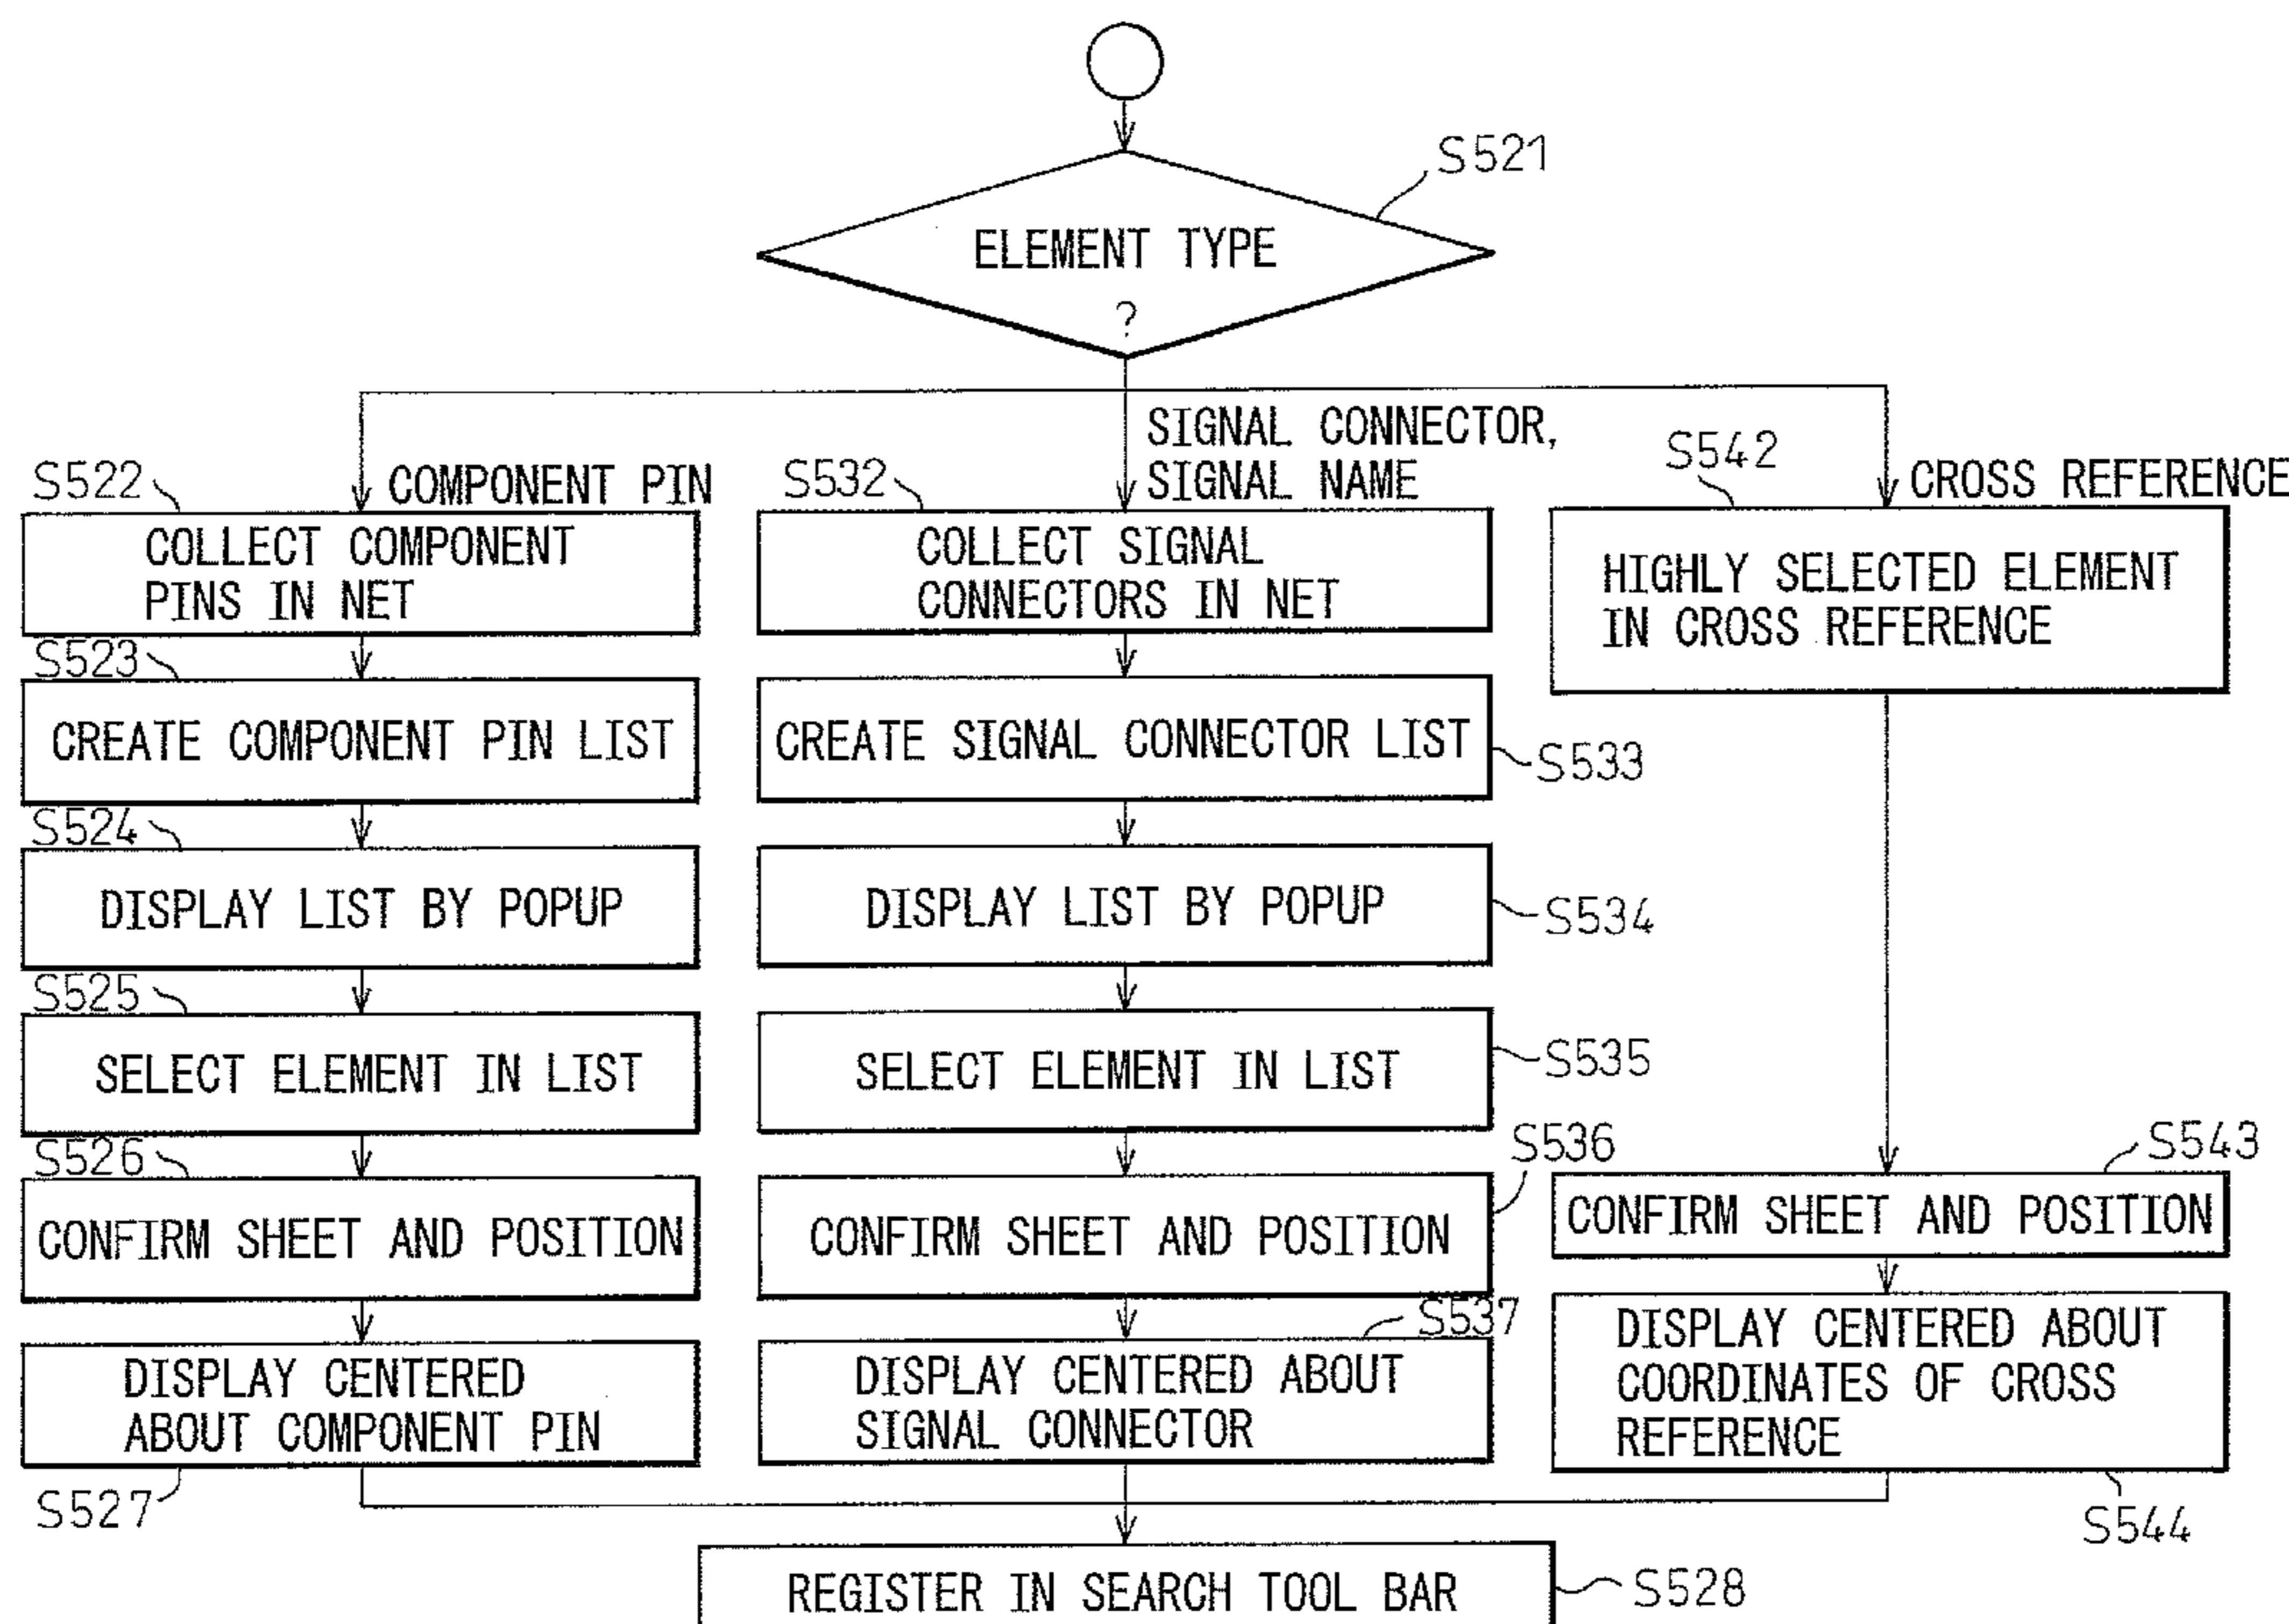 S521
ELEMENT TYPE
?
SIGNAL CONNECTOR,
SIGNAL NAME
COMPONENT PIN
CROSS REFERENCE
S522
COLLECT COMPONENT
PINS IN NET
S523
CREATE COMPONENT PIN LIST
S524
DISPLAY LIST BY POPUP
S525
SELECT ELEMENT IN LIST
S526
CONFIRM SHEET AND POSITION
DISPLAY CENTERED
ABOUT COMPONENT PIN
S527
S532
COLLECT SIGNAL
CONNECTORS IN NET
CREATE SIGNAL CONNECTOR LIST
S533
DISPLAY LIST BY POPUP
S534
SELECT ELEMENT IN LIST
S535
S536
CONFIRM SHEET AND POSITION
S537
DISPLAY CENTERED ABOUT
SIGNAL CONNECTOR
S542
HIGHLY SELECTED ELEMENT
IN CROSS REFERENCE
S543
CONFIRM SHEET AND POSITION
DISPLAY CENTERED ABOUT
COORDINATES OF CROSS
REFERENCE
S544
REGISTER IN SEARCH TOOL BAR
S528